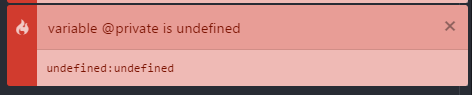 variable @private is undefined
undefined:undefined